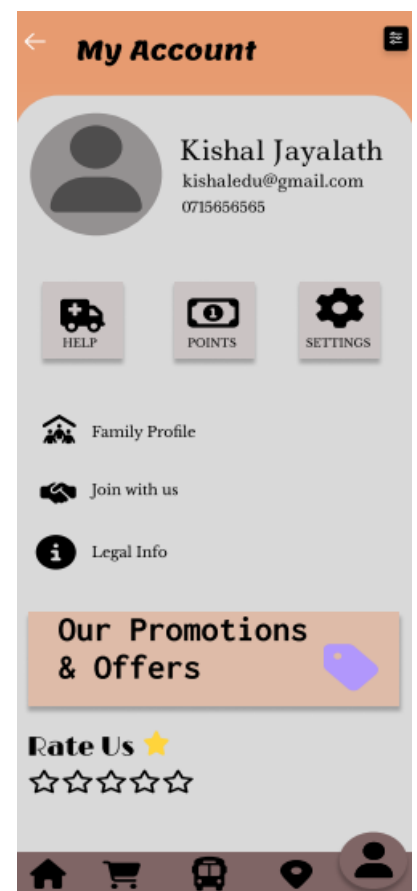 My Account
Kishal Jayalath
kishaledu@gmail.com
0715656565
HELP
POINTS
SETTINGS
Family Profile
Join with us
Legal Info
Our Promotions
& Offers
Rate Us